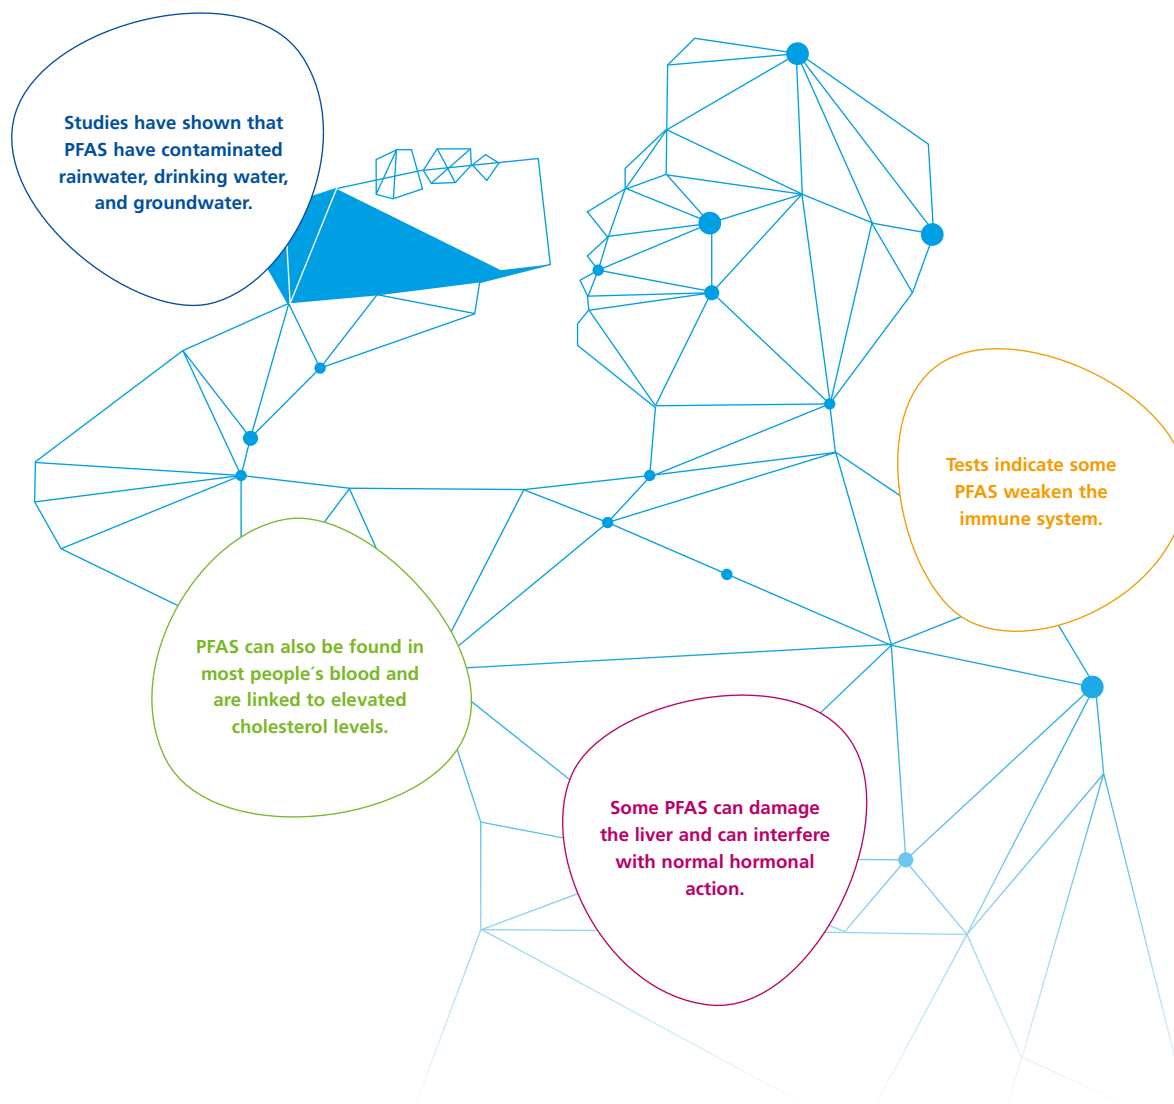 Studies have shown that
PFAS have contaminated
rainwater, drinking water,
and groundwater.
Tests indicate some
PFAS weaken the
immune system.
PFAS can also be found in
most people´s blood and
are linked to elevated
cholesterol levels.
Some PFAS can damage
the liver and can interfere
with normal hormonal
action.